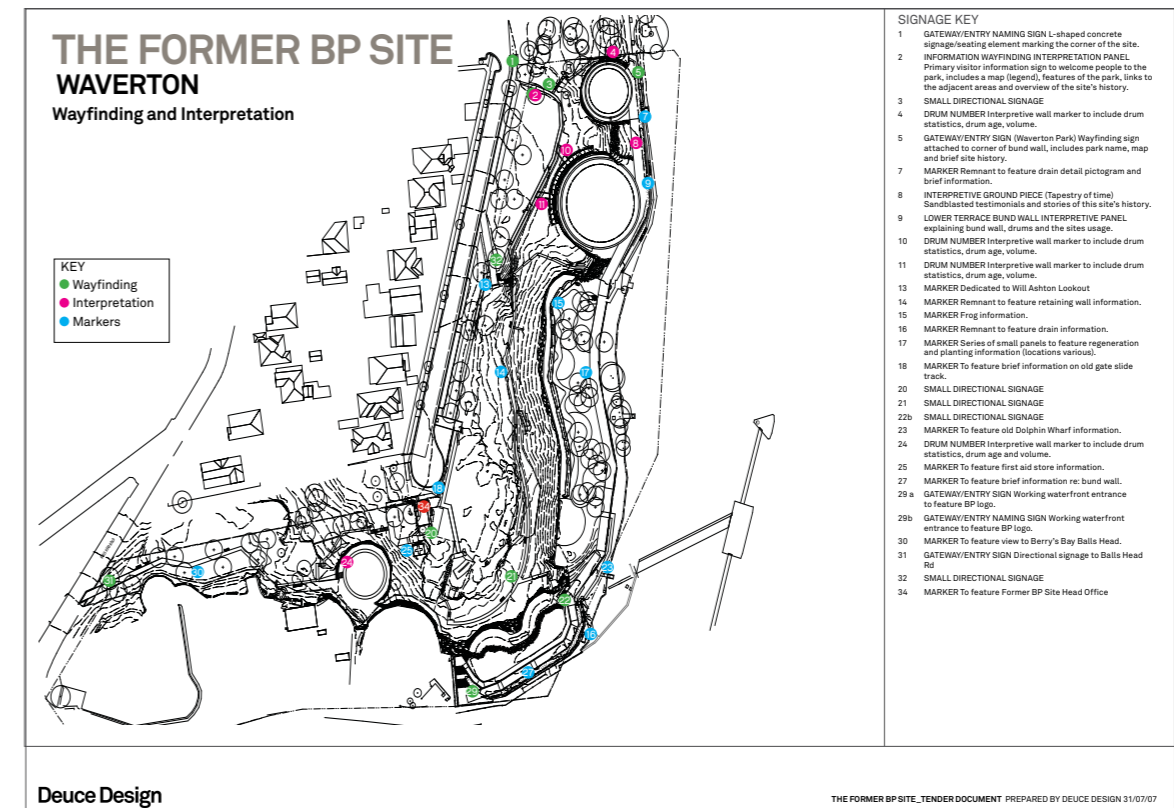 THE FORMER BP SITE
WAVERTON
Wayfinding and Interpretation
KEY
Wayfinding
Interpretation
Markers
1
4
5
3
2
7
8
10
9
11
32
13
15
14
17
18
34
20
25
24
21
23
31
30
22
16
27
29
SIGNAGE KEY
1 GATEWAY/ENTRY NAMING SIGN L-shaped concrete
signage/seating element marking the corner of the site.
2 INFORMATION WAYFINDING INTERPRETATION PANEL
Primary visitor information sign to welcome people to the
park, includes a map (legend), features of the park, links to
the adjacent areas and overview of the site's history.
3 SMALL DIRECTIONAL SIGNAGE
4 DRUM NUMBER Interpretive wall marker to include drum
statistics, drum age, volume.
5 GATEWAY/ENTRY SIGN (Waverton Park) Wayfinding sign
attached to corner of bund wall, includes park name, map
and brief site history.
7 MARKER Remnant to feature drain detail pictogram and
brief information.
8 INTERPRETIVE GROUND PIECE (Tapestry of time)
Sandblasted testimonials and stories of this site's history.
9 LOWER TERRACE BUND WALL INTERPRETIVE PANEL
explaining bund wall, drums and the sites usage.
10 DRUM NUMBER Interpretive wall marker to include drum
statistics, drum age, volume.
11 DRUM NUMBER Interpretive wall marker to include drum
statistics, drum age, volume.
13 MARKER Dedicated to Will Ashton Lookout
14 MARKER Remnant to feature retaining wall information.
15 MARKER Frog information.
16 MARKER Remnant to feature drain information.
17 MARKER Series of small panels to feature regeneration
and planting information (locations various).
18 MARKER To feature brief information on old gate slide
track.
20 SMALL DIRECTIONAL SIGNAGE
21 SMALL DIRECTIONAL SIGNAGE
22b SMALL DIRECTIONAL SIGNAGE
23 MARKER To feature old Dolphin Wharf information.
24 DRUM NUMBER Interpretive wall marker to include drum
statistics, drum age and volume.
25 MARKER To feature first aid store information.
27 MARKER To feature brief information re: bund wall.
29 a GATEWAY/ENTRY SIGN Working waterfront entrance
to feature BP logo.
29b GATEWAY/ENTRY NAMING SIGN Working waterfront
entrance to feature BP logo.
30 MARKER To feature view to Berry's Bay Balls Head.
31 GATEWAY/ENTRY SIGN Directional signage to Balls Head
Rd
32 SMALL DIRECTIONAL SIGNAGE
34 MARKER To feature Former BP Site Head Office
Deuce Design
THE FORMER BP SITE_TENDER DOCUMENT PREPARED BY DEUCE DESIGN 31/07/07